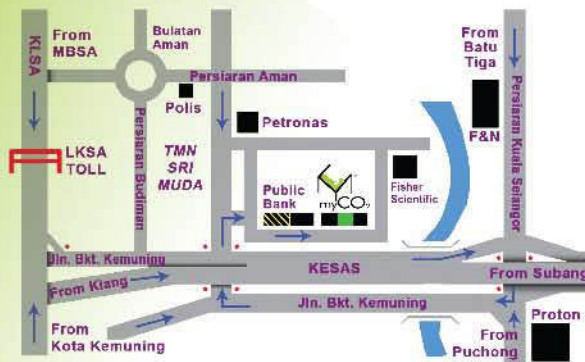 KLSA
From
MBSA
Bulatan
Aman
Persiaran Aman
Polis
Persiaran Budiman
TMN
SRI
MUDA
Petronas
LKSA
TOLL
Public
Bank
myCO2
Fisher
Scientific
From
Batu
Tiga
F&N
Persiaran Kuala Selangor
Jln. Bkt. Kemuning
From Klang
KESAS
From Subang
Jln. Bkt. Kemuning
From
Kota Kemuning
From
Puchong
Proton